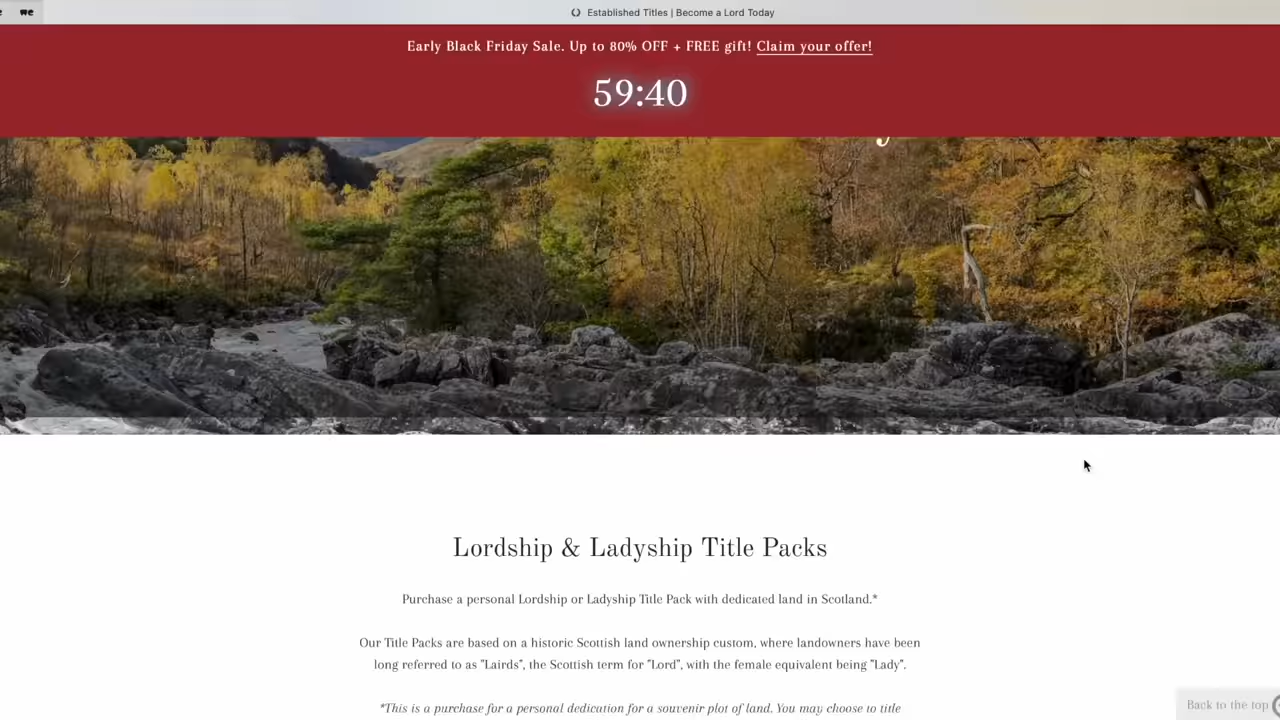 Established Titles | Become a Lord Today
Early Black Friday Sale. Up to 80% OFF + FREE gift! Claim your offer!
59:40
Lordship & Ladyship Title Packs
Purchase a personal Lordship or Ladyship Title Pack with dedicated land in Scotland.*
Our Title Packs are based on a historic Scottish land ownership custom, where landowners have been
long referred to as "Lairds", the Scottish term for "Lord", with the female equivalent being "Lady".
*This is a purchase for a personal dedication for a souvenir plot of land. You may choose to title
Back to the top